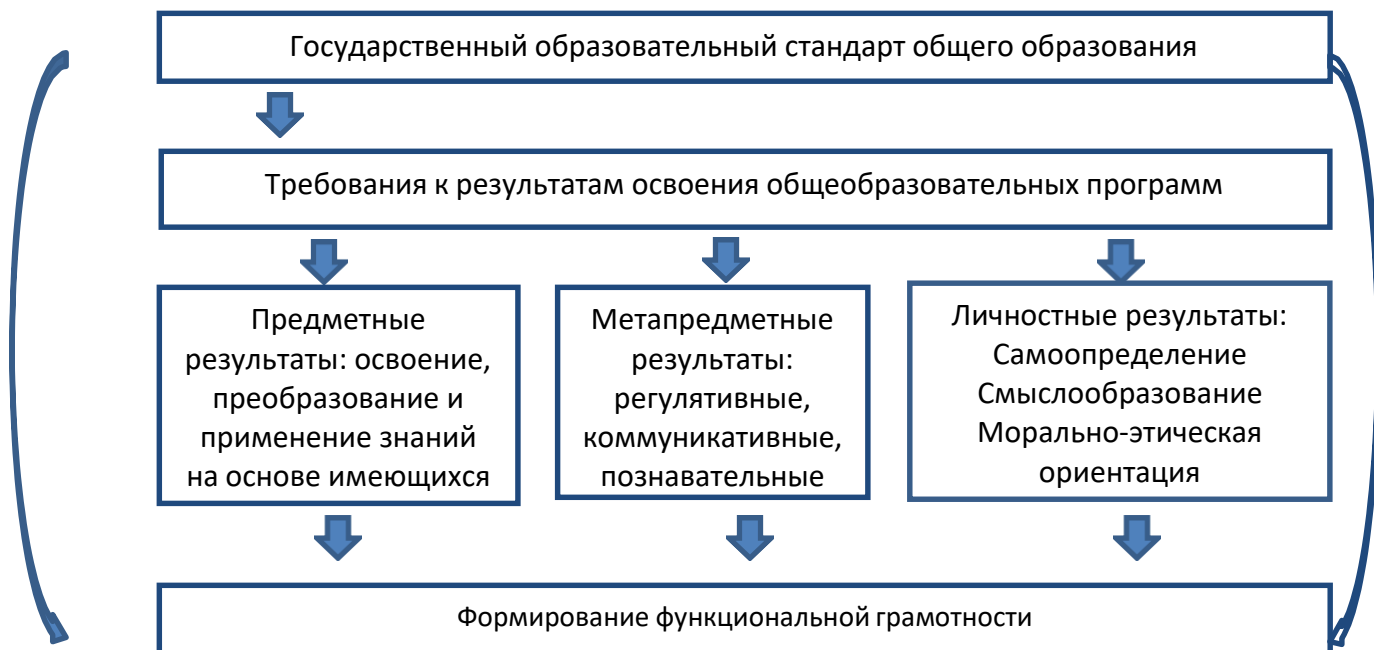 Государственный образовательный стандарт общего образования
Требования к результатам освоения общеобразовательных программ
Предметные
результаты: освоение,
преобразование и
применение знаний
на основе имеющихся
Метапредметные
результаты:
регулятивные,
коммуникативные,
познавательные
Личностные результаты:
Самоопределение
Смыслообразование
Морально-этическая
ориентация
Формирование функциональной грамотности